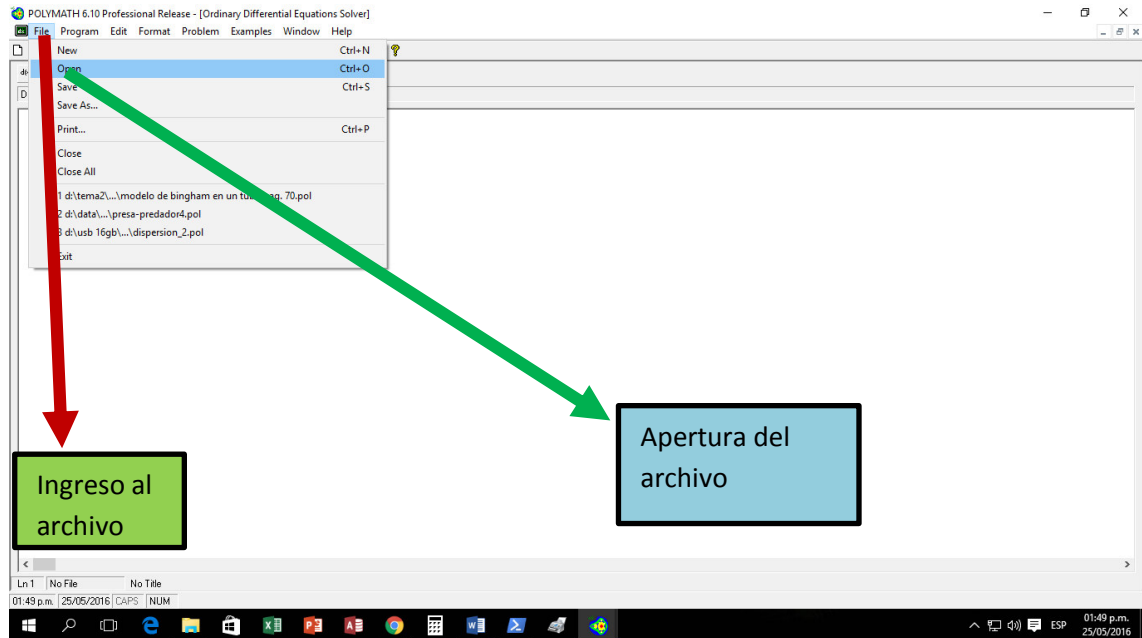 POLYMATH 6.10 Professional Release - [Ordinary Differential Equations Solver]
File Program Edit Format Problem Examples Window Help
New Ctrl+N
Open Ctrl+O
Save Ctrl+S
Save As...
Print... Ctrl+P
Close
Close All
1 d:\tema2\...\modelo de bingham en un 70.pol
2 d:\data\...\presa-predador4.pol
3 d:\usb 16gb\...\dispersion_2.pol
Exit
Apertura del
archivo
Ingreso al
archivo
Ln 1 No File No Title
01:49 p.m. 25/05/2016 CAPS NUM
ESP 01:49 p.m.
25/05/2016